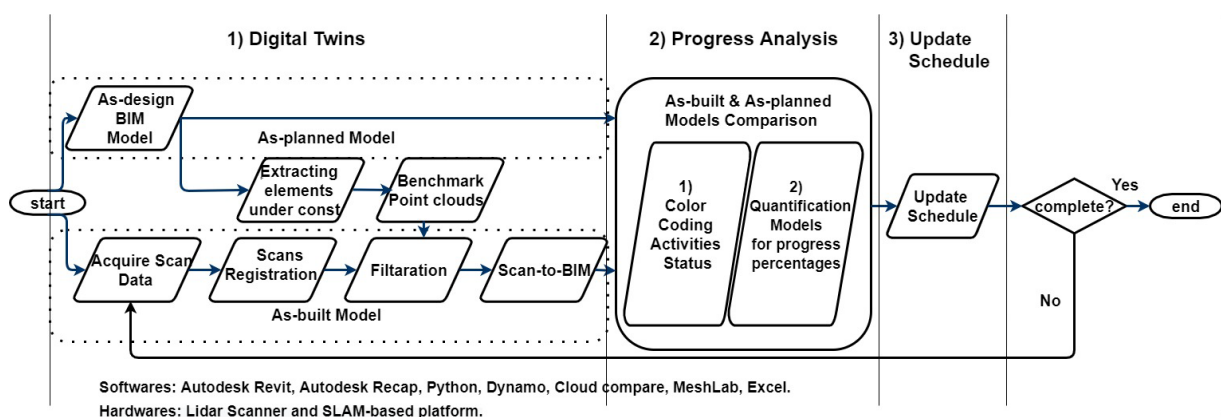 1) Digital Twins
2) Progress Analysis
3) Update
Schedule
As-design
BIM
Model
As-planned Model
As-built & As-planned
Models Comparison
Extracting
elements
under const
Benchmark
Point clouds
start
1)
Color
Coding
Activities
Status
2)
Quantification
Models
for progress
percentages
Update
Schedule
complete?
Yes
end
Acquire Scan
Data
Scans
Registration
Filtaration
Scan-to-BIM
As-built Model
No
Softwares: Autodesk Revit, Autodesk Recap, Python, Dynamo, Cloud compare, MeshLab, Excel.
Hardwares: Lidar Scanner and SLAM-based platform.